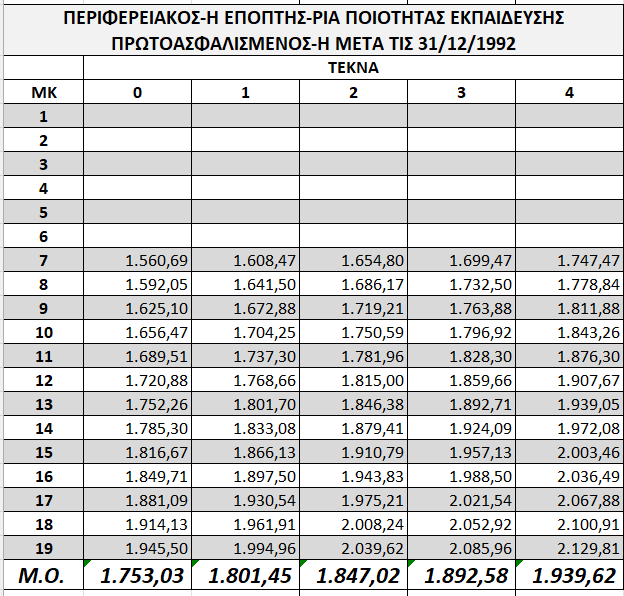 ΠΕΡΙΦΕΡΕΙΑΚΟΣ-Η ΕΠΟΠΤΗΣ-ΡΙΑ ΠΟΙΟΤΗΤΑΣ ΕΚΠΑΙΔΕΥΣΗΣ
ΠΡΩΤΟΑΣΦΑΛΙΣΜΕΝΟΣ-Η ΜΕΤΑ ΤΙΣ 31/12/1992
ΤΕΚΝΑ
ΜΚ 0 1 2 3 4
1
2
3
4
5
6
7 1.560,69 1.608,47 1.654,80 1.699,47 1.747,47
8 1.592,05 1.641,50 1.686,17 1.732,50 1.778,84
9 1.625,10 1.672,88 1.719,21 1.763,88 1.811,88
10 1.656,47 1.704,25 1.750,59 1.796,92 1.843,26
11 1.689,51 1.737,30 1.781,96 1.828,30 1.876,30
12 1.720,88 1.768,66 1.815,00 1.859,66 1.907,67
13 1.752,26 1.801,70 1.846,38 1.892,71 1.939,05
14 1.785,30 1.833,08 1.879,41 1.924,09 1.972,08
15 1.816,67 1.866,13 1.910,79 1.957,13 2.003,46
16 1.849,71 1.897,50 1.943,83 1.988,50 2.036,49
17 1.881,09 1.930,54 1.975,21 2.021,54 2.067,88
18 1.914,13 1.961,91 2.008,24 2.052,92 2.100,91
19 1.945,50 1.994,96 2.039,62 2.085,96 2.129,81
Μ.Ο. 1.753,03 1.801,45 1.847,02 1.892,58 1.939,62